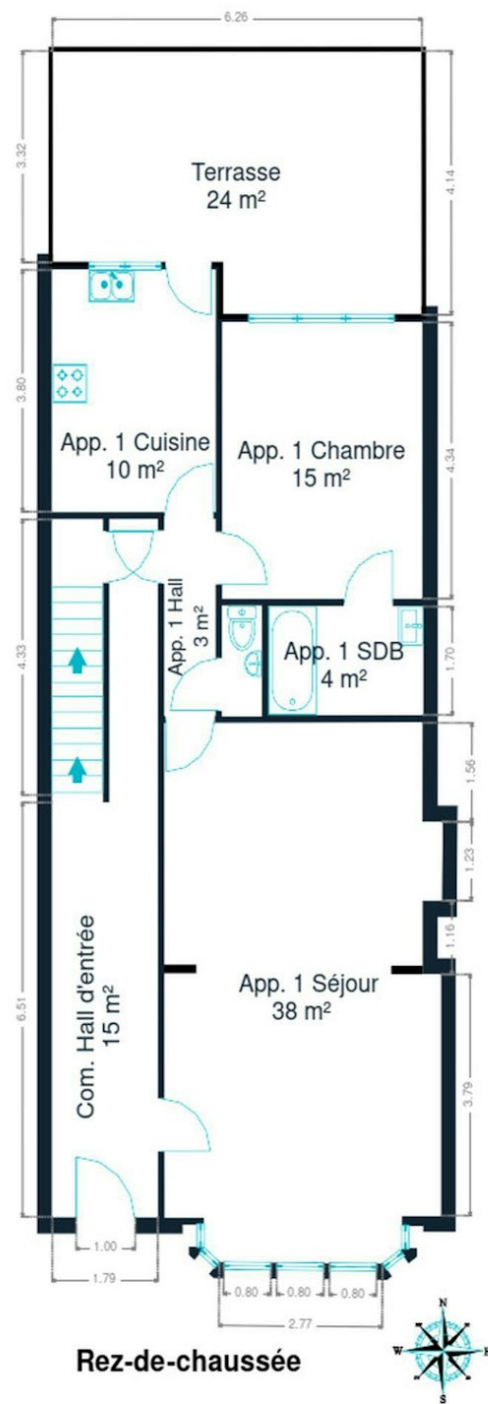 6.26
3.32
4.14
Terrasse
24 m²
3.80
App. 1 Cuisine
10 m²
App. 1 Chambre
15 m²
4.34
4.33
App. 1 Hall
3 m²
App. 1 SDB
4 m²
1.70
1.56
1.23
1.16
6.51
Com. Hall d'entrée
15 m²
App. 1 Séjour
38 m²
3.79
1.00
1.79
0.80 0.80 0.80
2.77
Rez-de-chaussée
N
W E
S